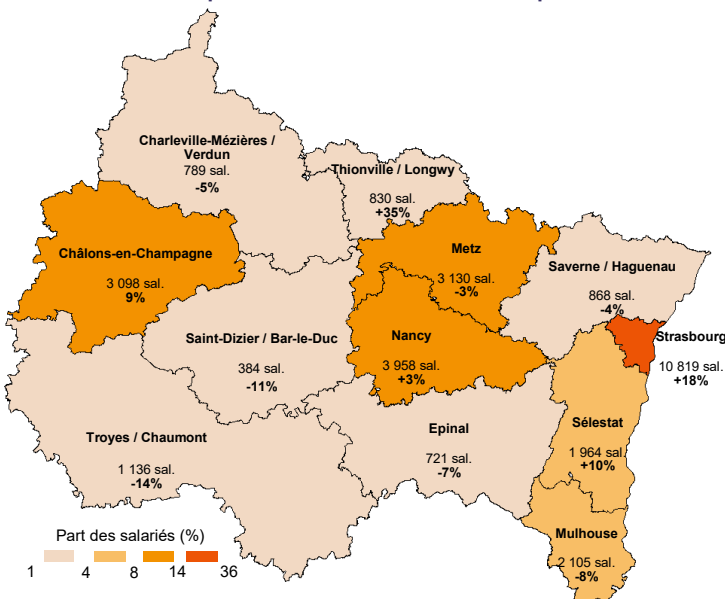 Charleville-Mézières /
Verdun
789 sal.
-5%
Thionville / Longwy
830 sal.
+35%
Châlons-en-Champagne
3 098 sal.
9%
Metz
3 130 sal.
-3%
Saverne / Haguenau
868 sal.
-4%
Saint-Dizier / Bar-le-Duc
384 sal.
-11%
Nancy
3 958 sal.
+3%
Strasbourg
10 819 sal.
+18%
Troyes / Chaumont
1 136 sal.
-14%
Epinal
721 sal.
-7%
Sélestat
1 964 sal.
+10%
Mulhouse
2 105 sal.
-8%
Part des salariés (%)
1 4 8 14 36